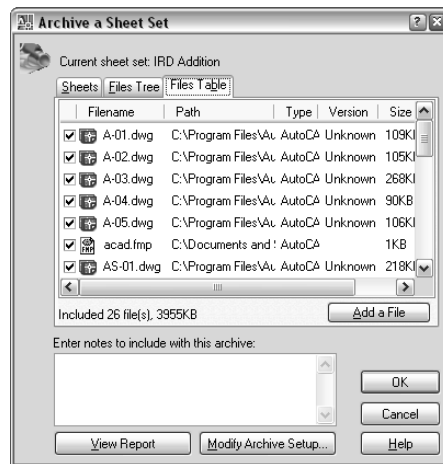 Archive a Sheet Set
Current sheet set: IRD Addition
Sheets Files Tree Files Table
Filename Path Type Version Size
A-01.dwg C:\Program Files\Au AutoCA Unknown 109KI
A-02.dwg C:\Program Files\Au AutoCA Unknown 105KI
A-03.dwg C:\Program Files\Au AutoCA Unknown 268KI
A-04.dwg C:\Program Files\Au AutoCA Unknown 90KB
A-05.dwg C:\Program Files\Au AutoCA Unknown 106KI
acad.fmp C:\Documents and AutoCA 1KB
AS-01.dwg C:\Program Files\Au AutoCA Unknown 218KI
Included 26 file(s), 3955KB Add a File
Enter notes to include with this archive:
OK
Cancel
View Report Modify Archive Setup... Help